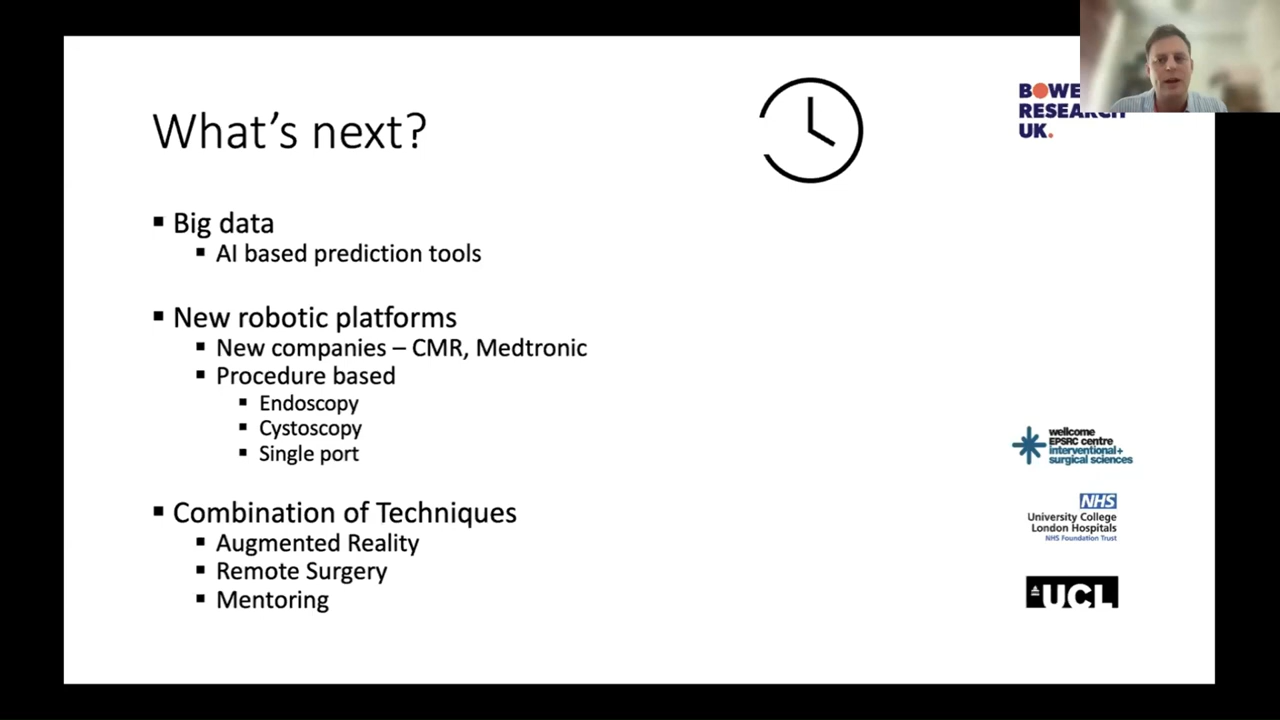 What's next?
▪ Big data
▪ AI based prediction tools
▪ New robotic platforms
▪ New companies – CMR, Medtronic
▪ Procedure based
▪ Endoscopy
▪ Cystoscopy
▪ Single port
▪ Combination of Techniques
▪ Augmented Reality
▪ Remote Surgery
▪ Mentoring
RESEARCH
UK.
wellcome
EPSRC centre
interventional+
surgical sciences
NHS
University College
London Hospitals
NHS Foundation Trust
UCL